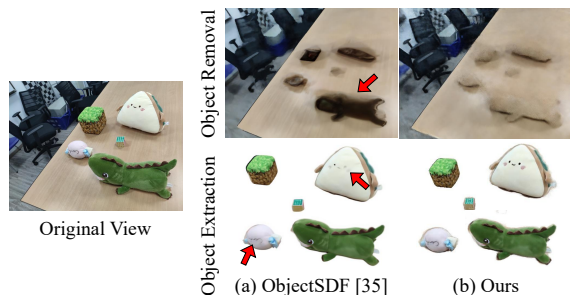 Object Removal
Original View
Object Extraction
(a) ObjectSDF [35]
(b) Ours